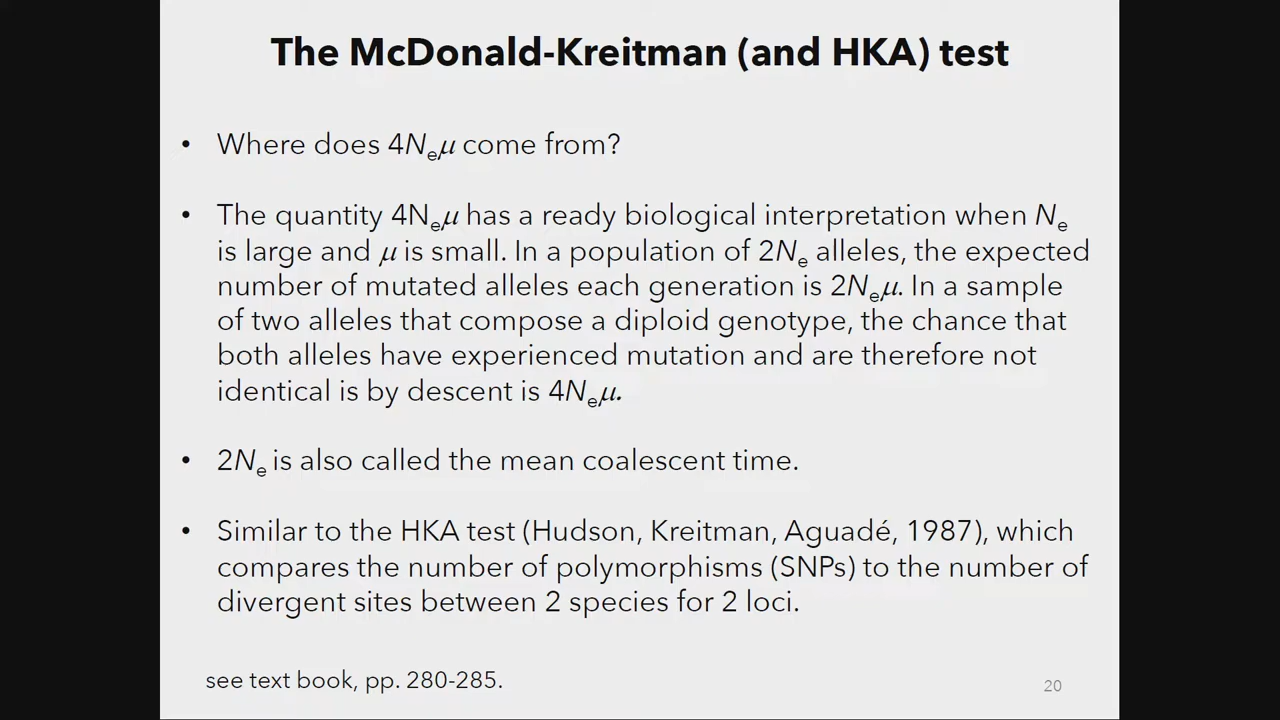 The McDonald-Kreitman (and HKA) test
• Where does 4Neμ come from?
• The quantity 4Neμ has a ready biological interpretation when Ne
is large and μ is small. In a population of 2Ne alleles, the expected
number of mutated alleles each generation is 2Neμ. In a sample
of two alleles that compose a diploid genotype, the chance that
both alleles have experienced mutation and are therefore not
identical is by descent is 4Neμ.
• 2Ne is also called the mean coalescent time.
• Similar to the HKA test (Hudson, Kreitman, Aguadé, 1987), which
compares the number of polymorphisms (SNPs) to the number of
divergent sites between 2 species for 2 loci.
see text book, pp. 280-285.
20